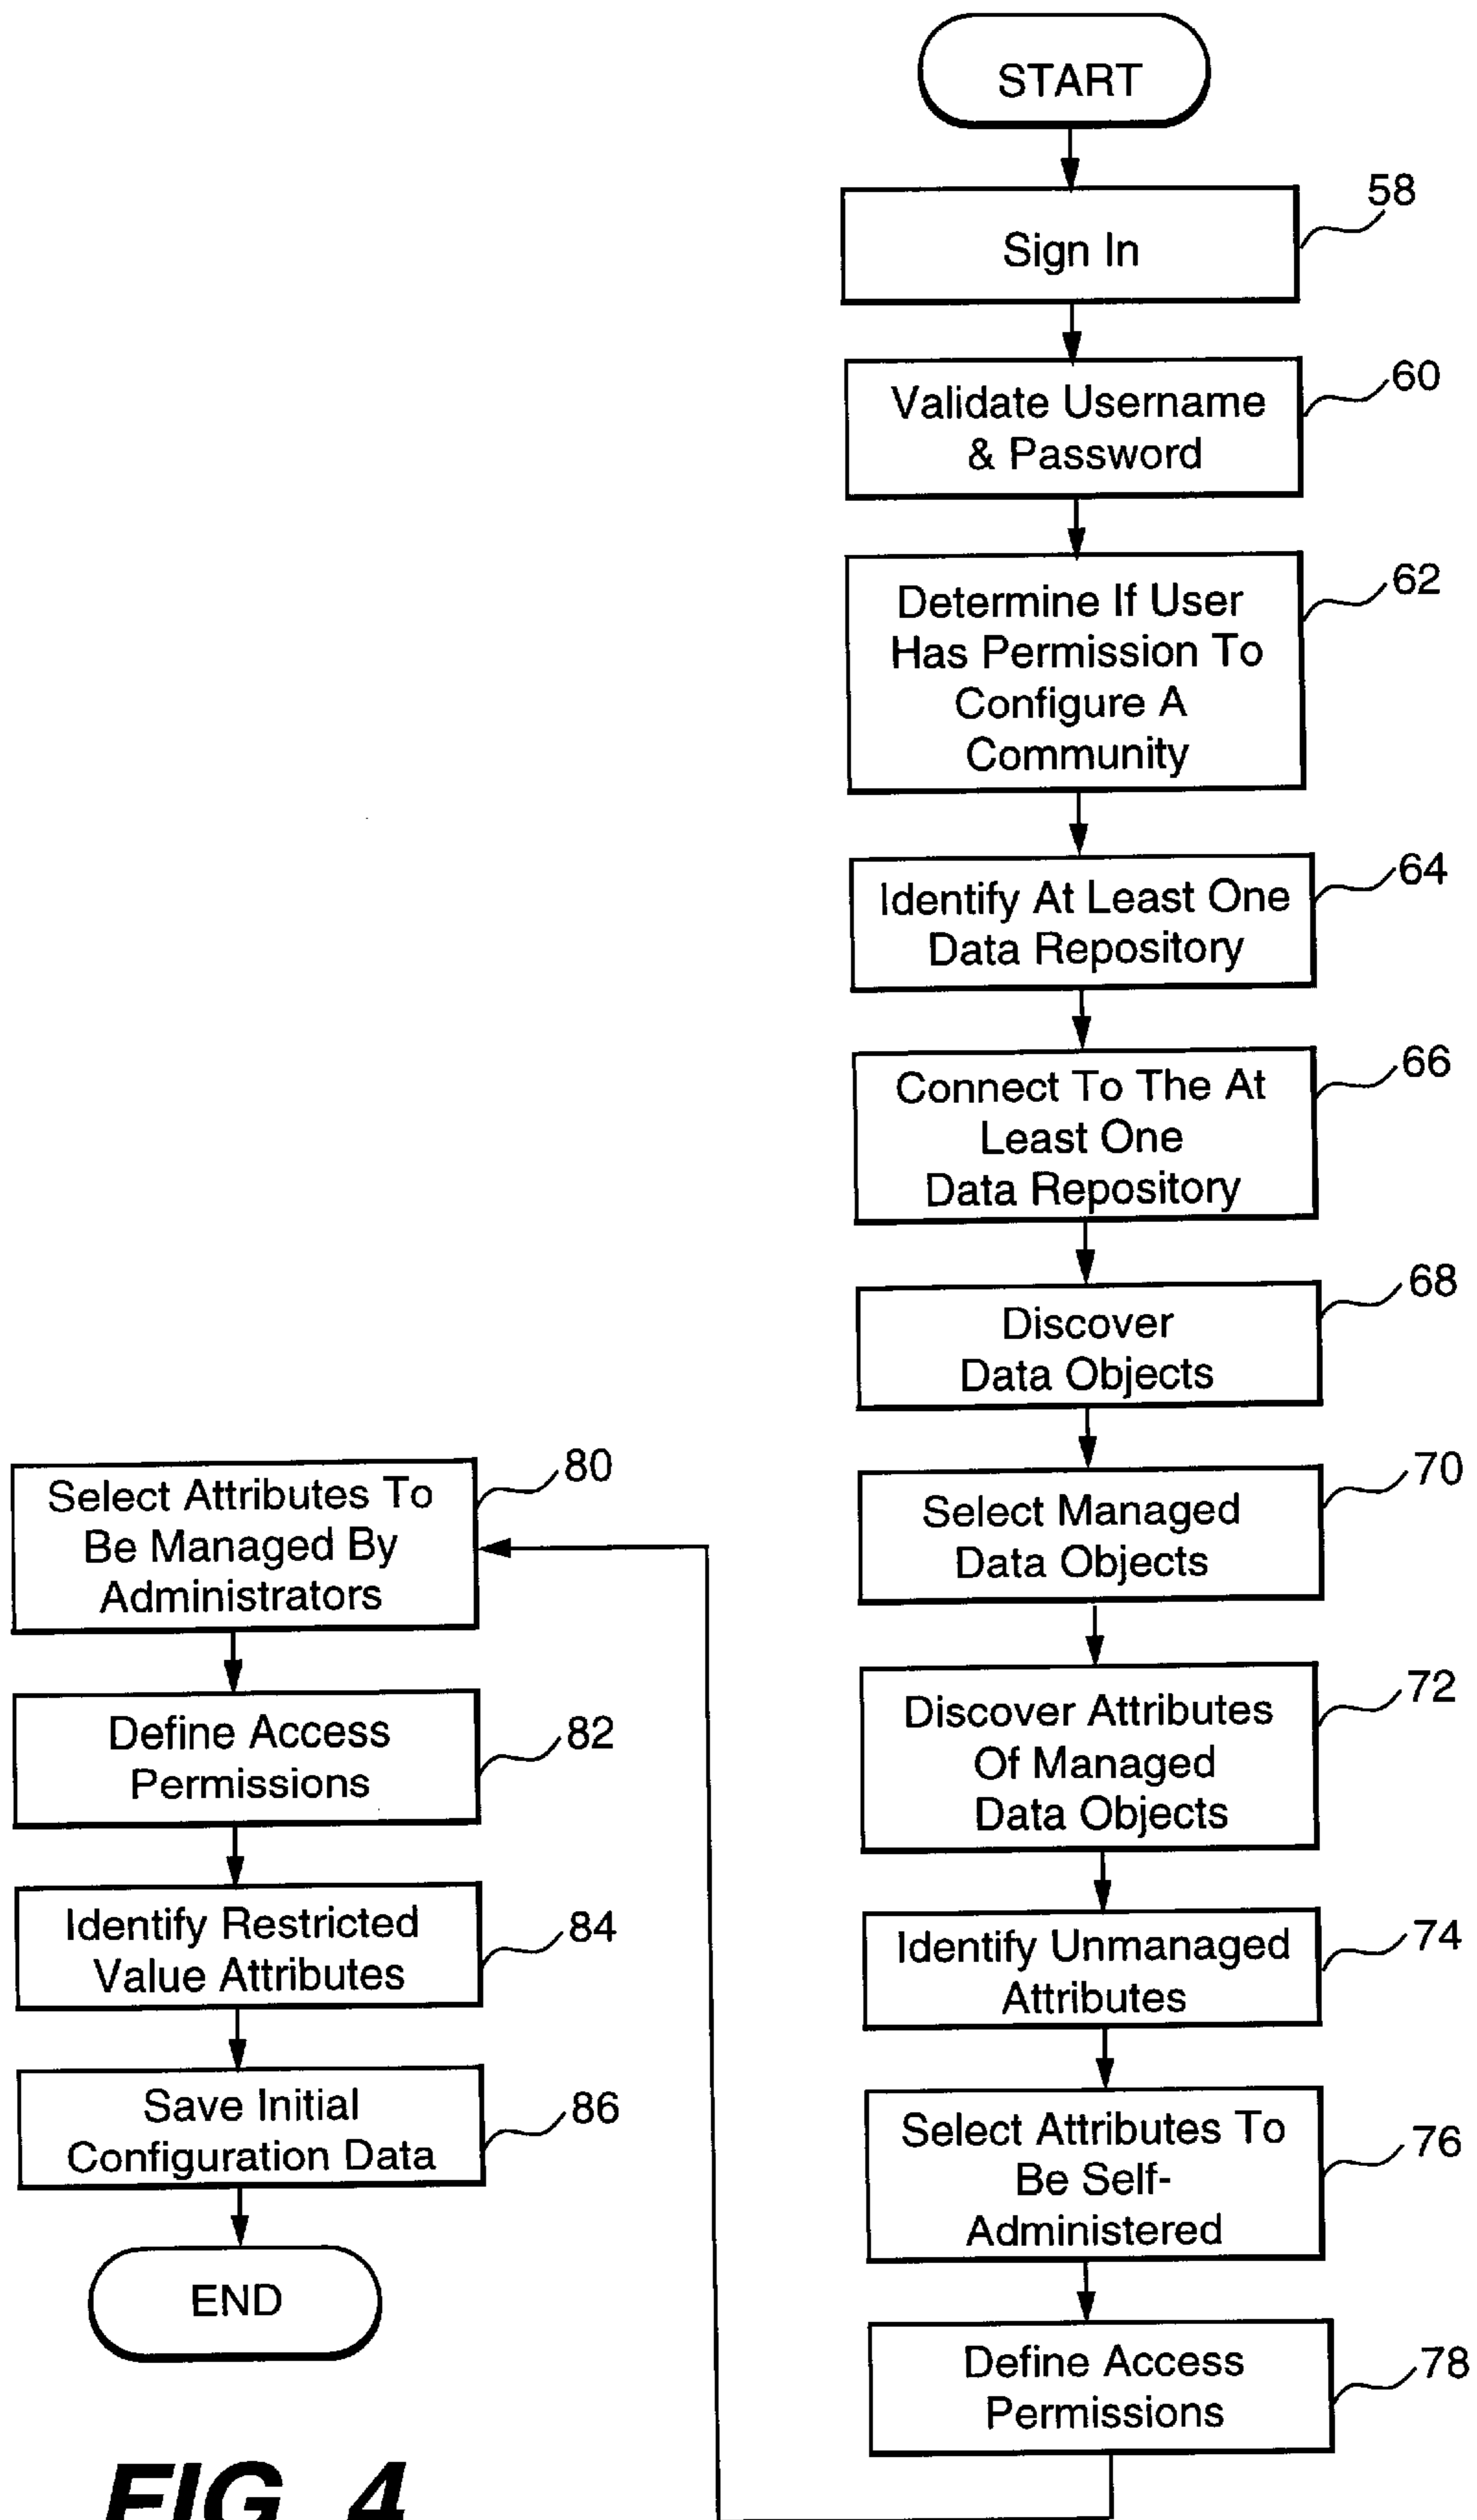 START
58
Sign In
60
Validate Username
& Password
62
Determine If User
Has Permission To
Configure A
Community
64
Identify At Least One
Data Repository
66
Connect To The At
Least One
Data Repository
68
Discover
Data Objects
70
Select Managed
Data Objects
72
Discover Attributes
Of Managed
Data Objects
74
Identify Unmanaged
Attributes
76
Select Attributes To
Be Self-
Administered
78
Define Access
Permissions
80
Select Attributes To
Be Managed By
Administrators
82
Define Access
Permissions
84
Identify Restricted
Value Attributes
86
Save Initial
Configuration Data
END
FIG. 4